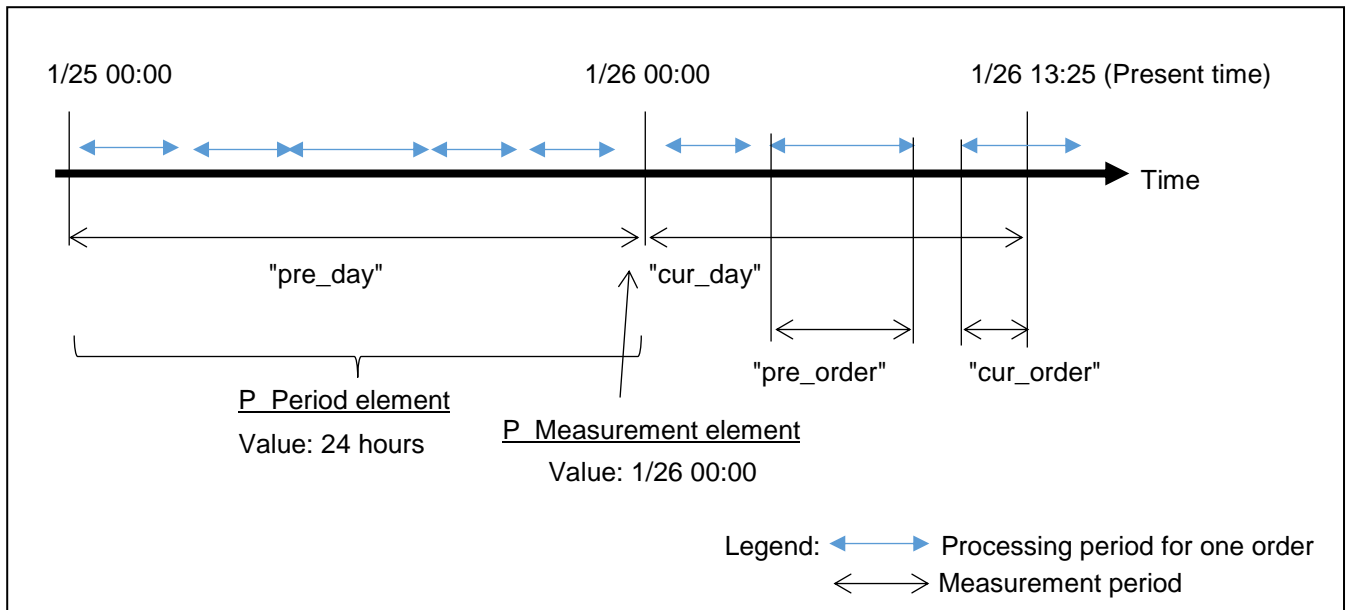 1/25 00:00
1/26 00:00
1/26 13:25 (Present time)
Time
"pre_day"
"cur_day"
"pre_order"
"cur_order"
P_Period element
Value: 24 hours
P_Measurement element
Value: 1/26 00:00
Legend:
Processing period for one order
Measurement period